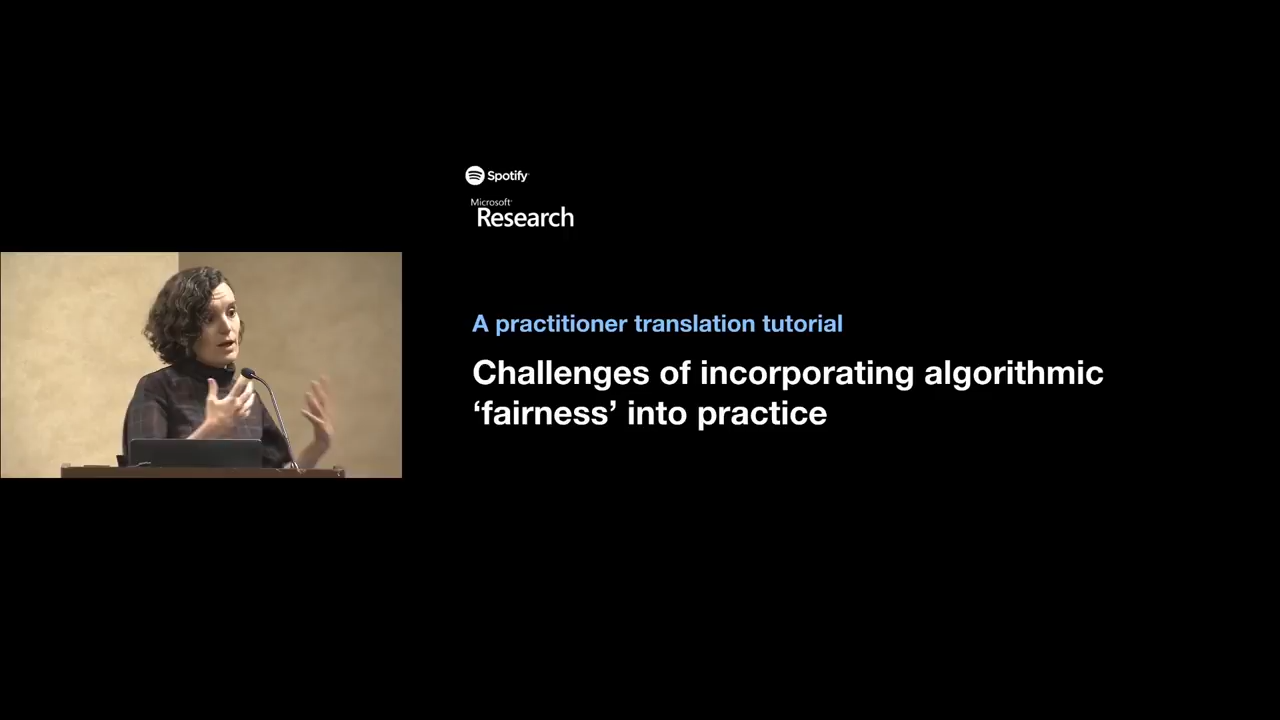 Spotify
Microsoft
Research
A practitioner translation tutorial
Challenges of incorporating algorithmic
‘fairness’ into practice